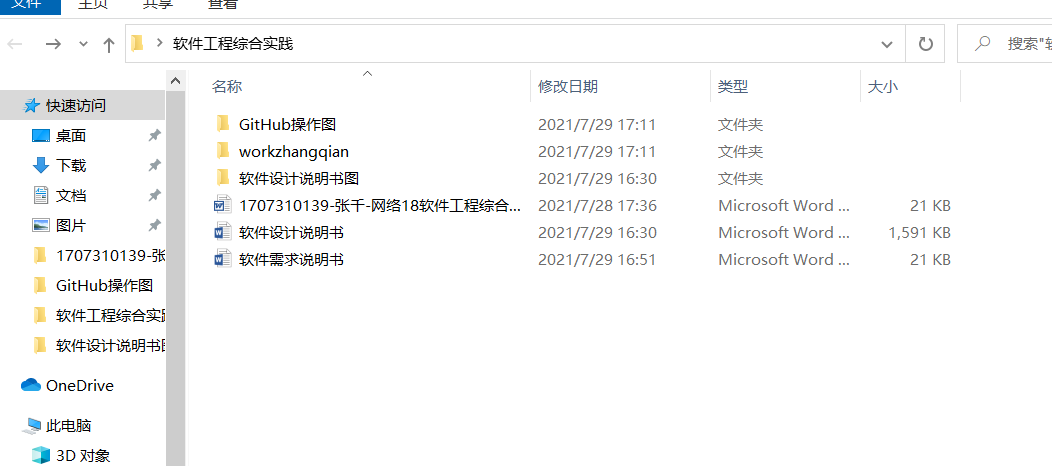 文件 主页 共享 查看
软件工程综合实践 搜索"软
名称 修改日期 类型 大小
快速访问
桌面
下载
文档
图片
1707310139-张
GitHub操作图
软件工程综合实践
软件设计说明书图
OneDrive
此电脑
3D 对象
GitHub操作图 2021/7/29 17:11 文件夹
workzhangqian 2021/7/29 17:11 文件夹
软件设计说明书图 2021/7/29 16:30 文件夹
1707310139-张千-网络18软件工程综合... 2021/7/28 17:36 Microsoft Word ... 21 KB
软件设计说明书 2021/7/29 16:30 Microsoft Word ... 1,591 KB
软件需求说明书 2021/7/29 16:51 Microsoft Word ... 21 KB